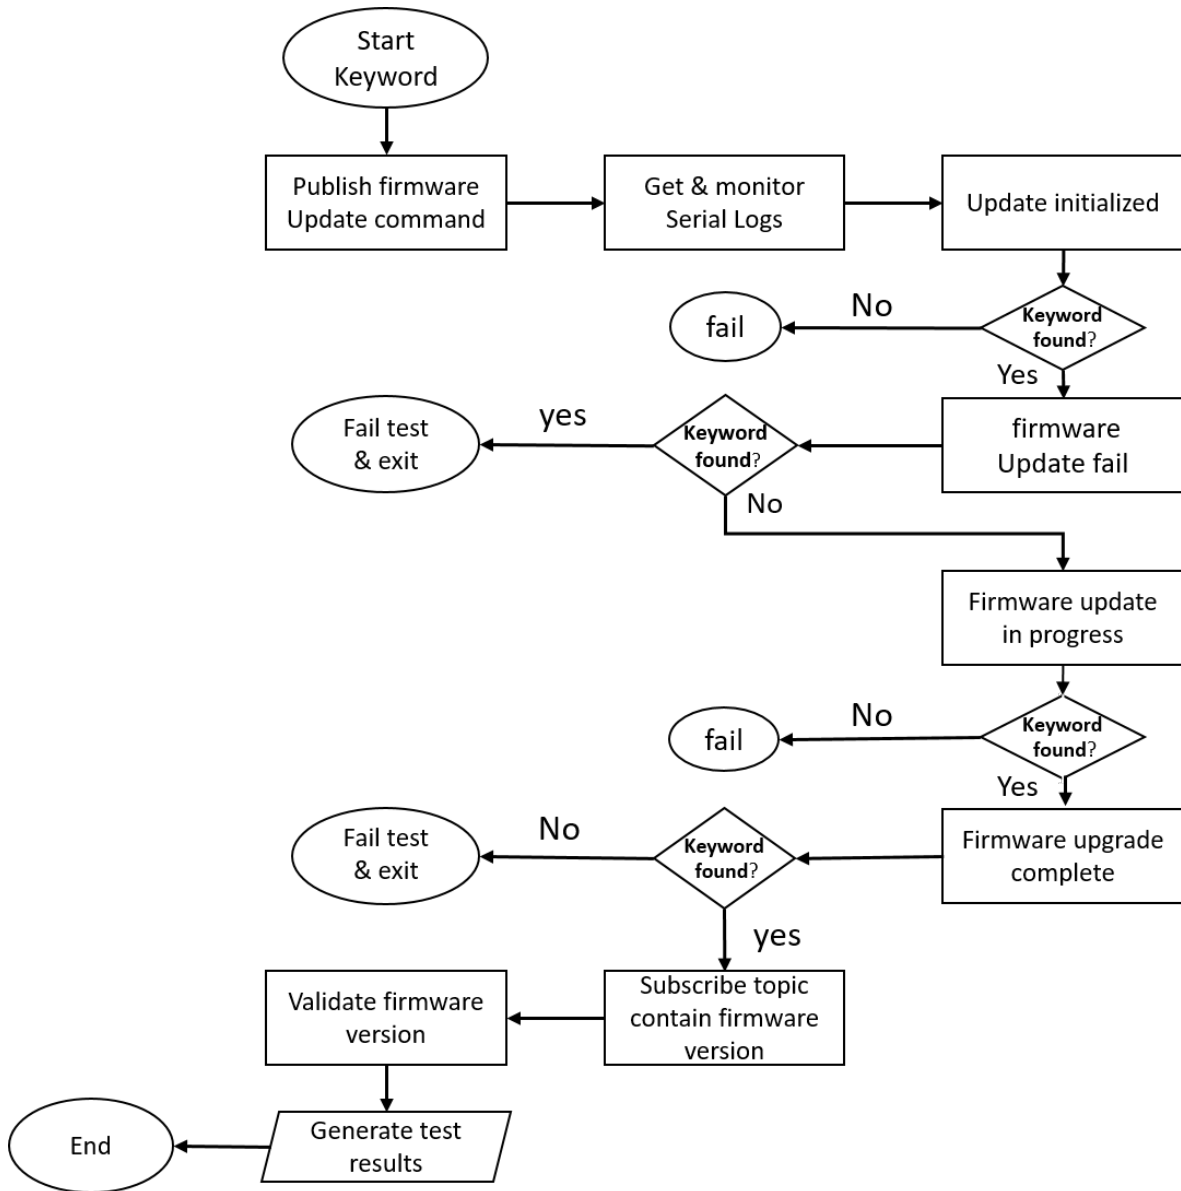 Start
Keyword
Publish firmware
Update command
Get & monitor
Serial Logs
Update initialized
Keyword
found?
No
fail
Yes
firmware
Update fail
Keyword
found?
yes
Fail test
& exit
No
Firmware update
in progress
Keyword
found?
No
fail
Yes
Firmware upgrade
complete
Keyword
found?
No
Fail test
& exit
yes
Subscribe topic
contain firmware
version
Validate firmware
version
Generate test
results
End